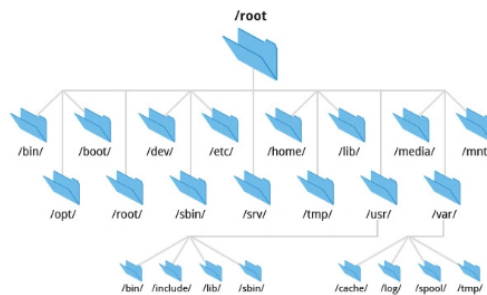 /root
/bin/ /boot/ /dev/ /etc/ /home/ /lib/ /media/ /mnt
/opt/ /root/ /sbin/ /srv/ /tmp/ /usr/ /var/
/bin/ /include/ /lib/ /sbin/ /cache/ /log/ /spool/ /tmp/